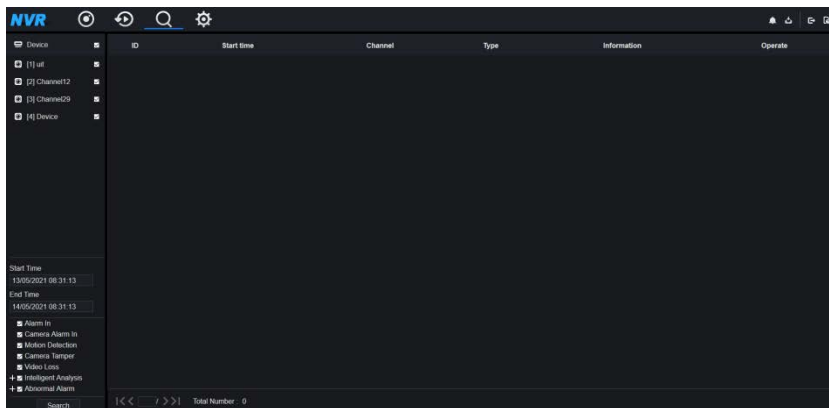 NVR
Device
ID Start time Channel Type Information Operate
[1] uit
[2] Channel12
[3] Channel29
[4] Device
Start Time
13/05/2021 08:31:13
End Time
14/05/2021 08:31:13
Alarm In
Camera Alarm In
Motion Detection
Camera Tamper
Video Loss
Intelligent Analysis
Abnormal Alarm
Search
/ Total Number : 0